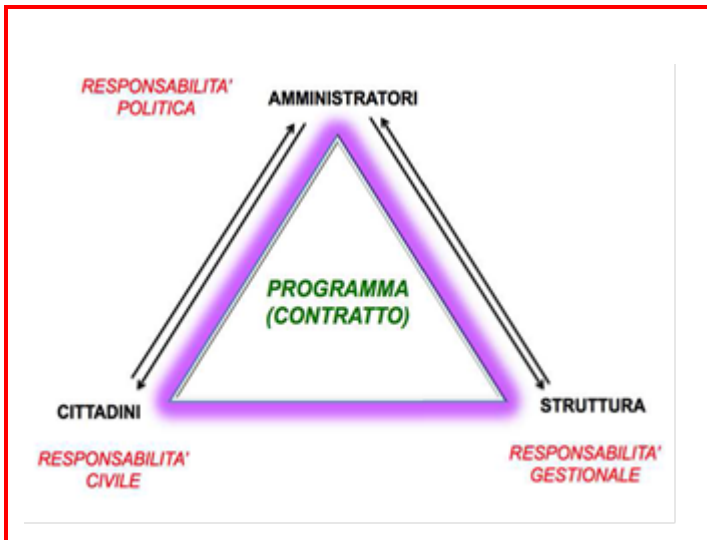 RESPONSABILITA'
POLITICA
AMMINISTRATORI
PROGRAMMA
(CONTRATTO)
CITTADINI
STRUTTURA
RESPONSABILITA'
CIVILE
RESPONSABILITA'
GESTIONALE